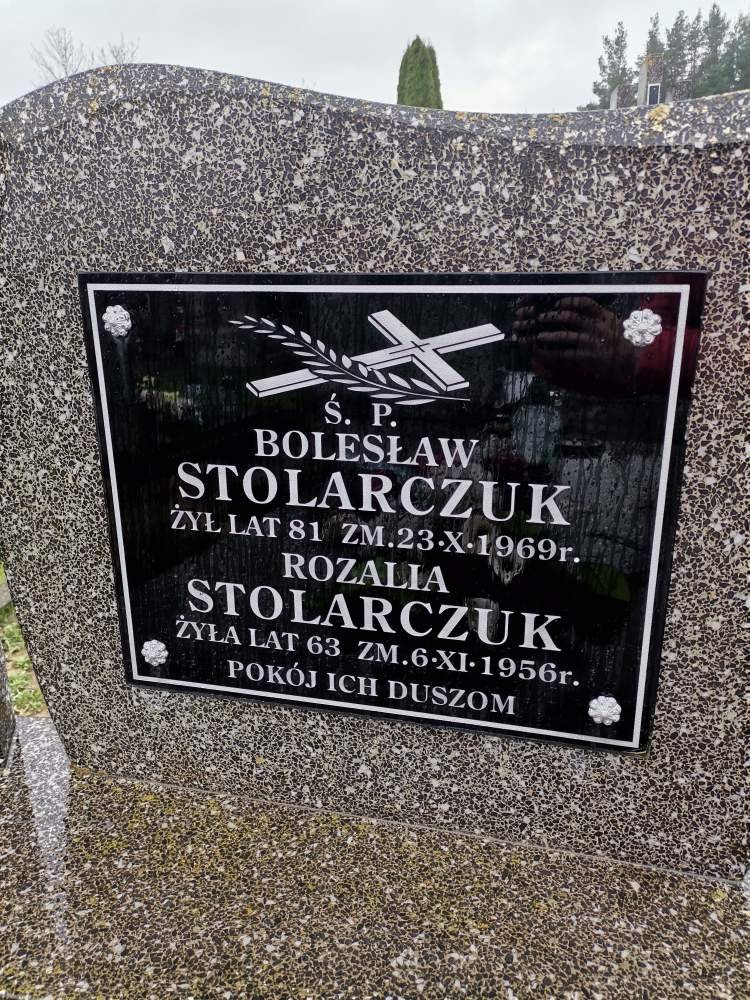 Ś. P.
BOLESŁAW
STOLARCZUK
ŻYŁ LAT 81 ZM.23·X·1969r.
ROZALIA
STOLARCZUK
ŻYŁA LAT 63 ZM.6·XI·1956r.
POKÓJ ICH DUSZOM